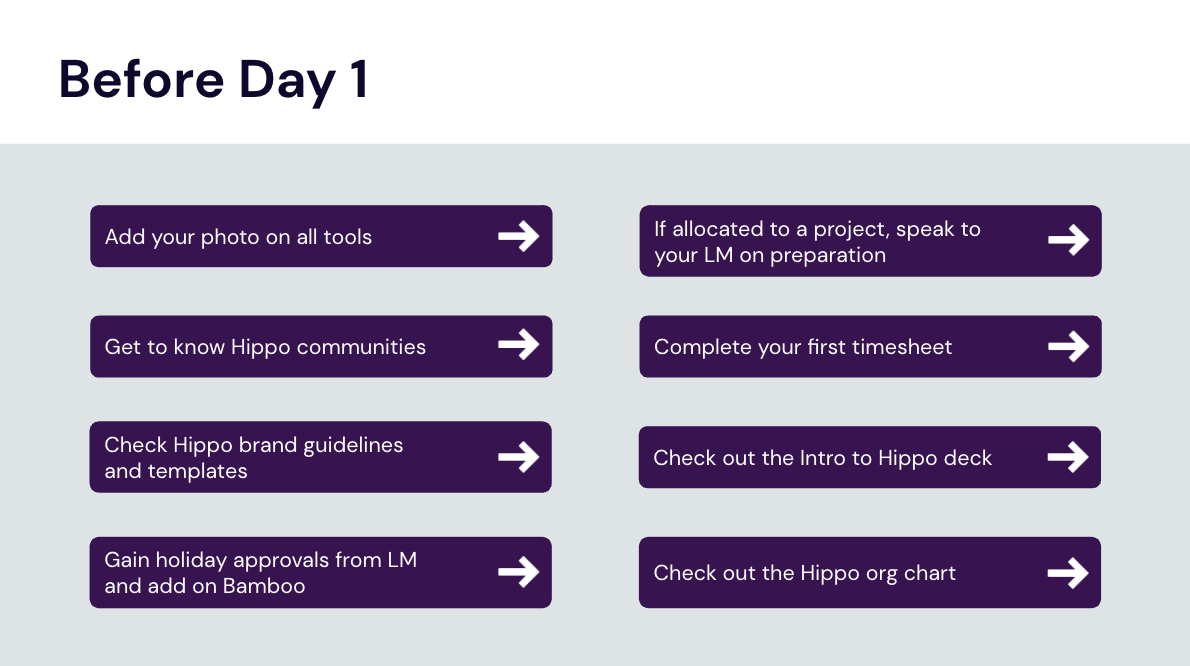 Before Day 1
Add your photo on all tools
Get to know Hippo communities
Check Hippo brand guidelines
and templates
Gain holiday approvals from LM
and add on Bamboo
If allocated to a project, speak to
your LM on preparation
Complete your first timesheet
Check out the Intro to Hippo deck
Check out the Hippo org chart